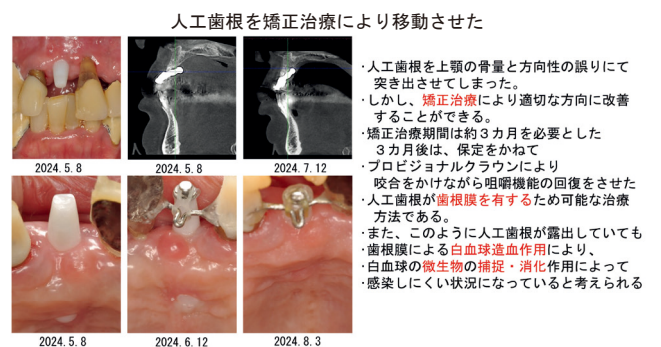 人工歯根を矯正治療により移動させた
2024.5.8
2024.5.8
2024.7.12
2024.5.8
2024.6.12
2024.8.3
・人工歯根を上顎の骨量と方向性の誤りにて
突き出させてしまった。
・しかし、矯正治療により適切な方向に改善
することができる。
・矯正治療期間は約３カ月を必要とした
３カ月後は、保定をかねて
・プロビジョナルクラウンにより
咬合をかけながら咀嚼機能の回復をさせた
・人工歯根が歯根膜を有するため可能な治療
方法である。
・また、このように人工歯根が露出していても
・歯根膜による白血球造血作用により、
・白血球の微生物の捕捉・消化作用によって
・感染しにくい状況になっていると考えられる